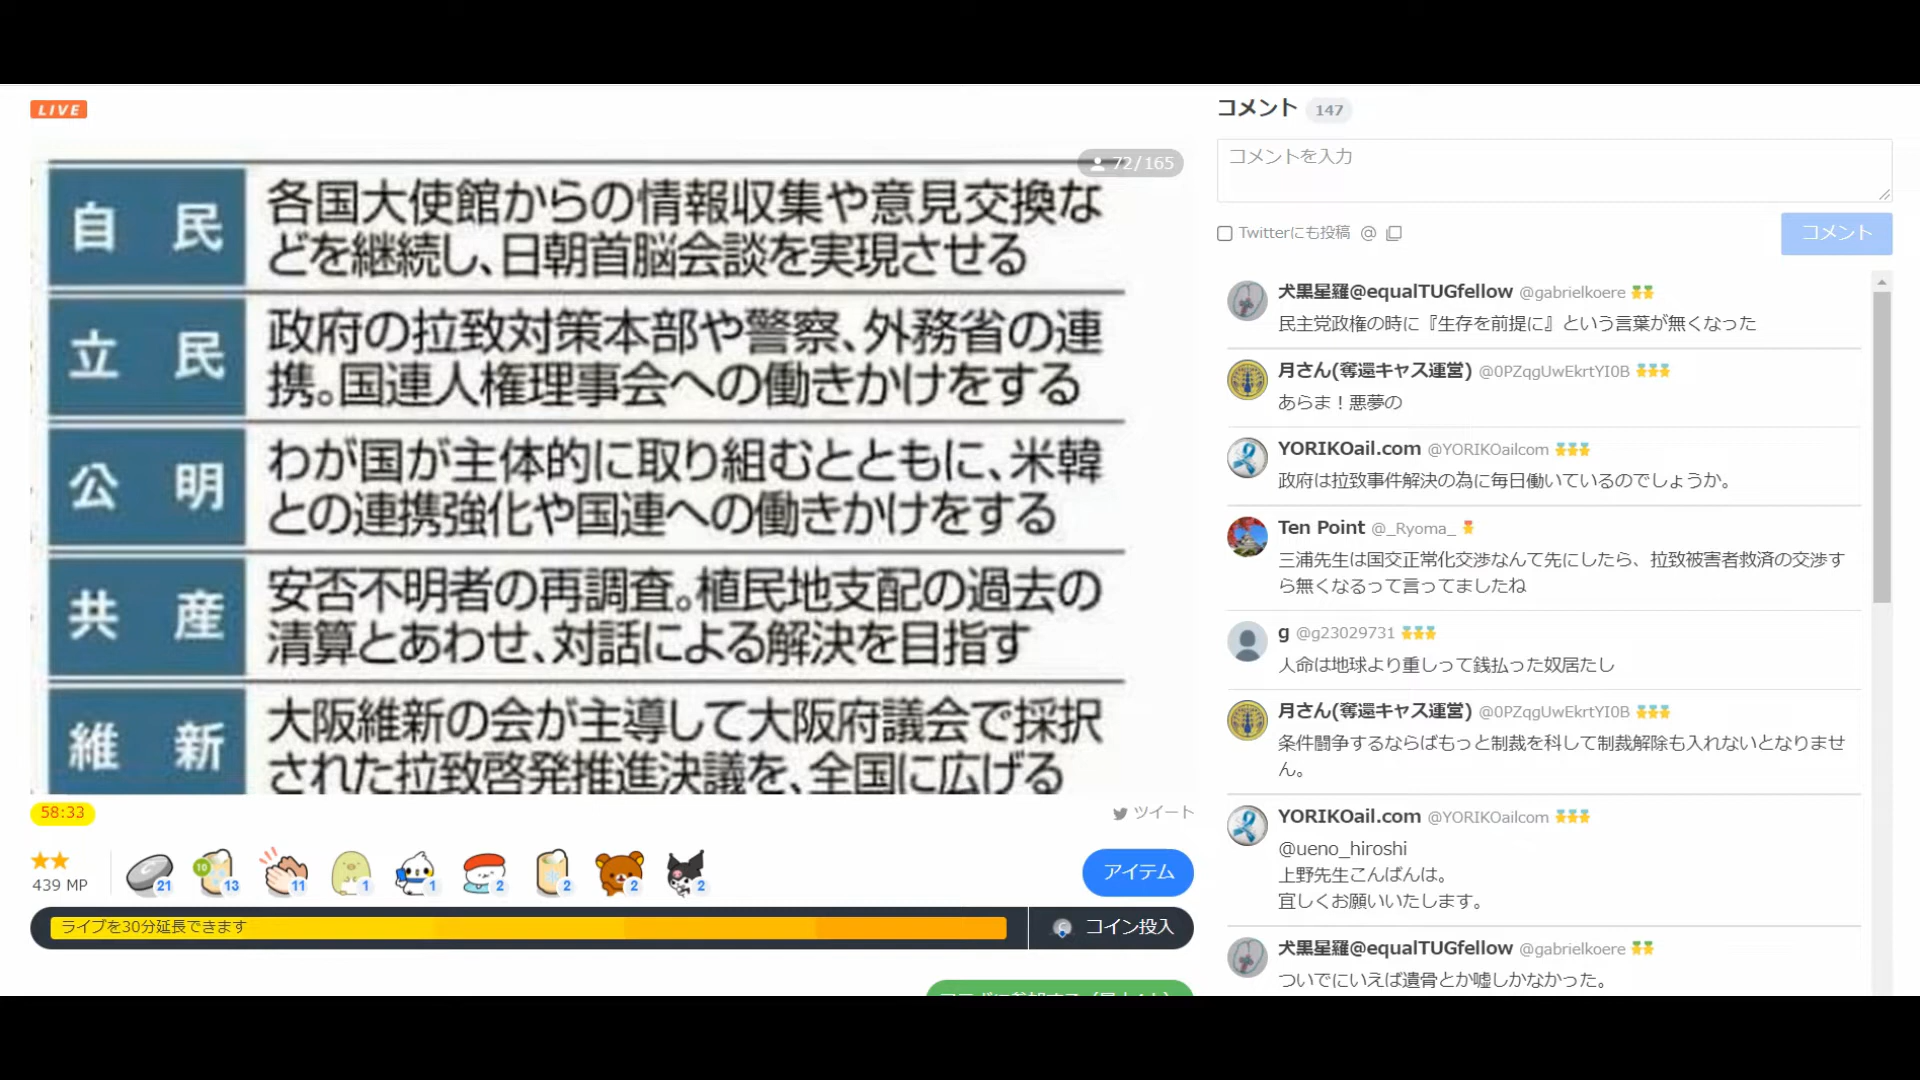 LIVE
72/165
自民
各国大使館からの情報収集や意見交換な
どを継続し、日朝首脳会談を実現させる
立民
政府の拉致対策本部や警察、外務省の連
携。国連人権理事会への働きかけをする
公明
わが国が主体的に取り組むとともに、米韓
との連携強化や国連への働きかけをする
共産
安否不明者の再調査。植民地支配の過去の
清算とあわせ、対話による解決を目指す
維新
大阪維新の会が主導して大阪府議会で採択
された拉致啓発推進決議を、全国に広げる
58:33
ツイート
439 MP
21
10
13
11
1
1
2
2
2
2
アイテム
ライブを30分延長できます
コイン投入
コメント 147
コメントを入力
Twitterにも投稿 @
コメント
犬黒星羅@equalTUGfellow @gabrielkoere
民主党政権の時に『生存を前提に』という言葉が無くなった
月さん(奪還キャス運営) @0PZqgUwEkrtYI0B
あらま！悪夢の
YORIKOail.com @YORIKOailcom
政府は拉致事件解決の為に毎日働いているのでしょうか。
Ten Point @_Ryoma_
三浦先生は国交正常化交渉なんて先にしたら、拉致被害者救済の交渉す
ら無くなるって言ってましたね
g @g23029731
人命は地球より重しって銭払った奴居たし
月さん(奪還キャス運営) @0PZqgUwEkrtYI0B
条件闘争するならばもっと制裁を科して制裁解除も入れないとなりませ
ん。
YORIKOail.com @YORIKOailcom
@ueno_hiroshi
上野先生こんばんは。
宜しくお願いいたします。
犬黒星羅@equalTUGfellow @gabrielkoere
ついでにいえば遺骨とか嘘しかなかった。